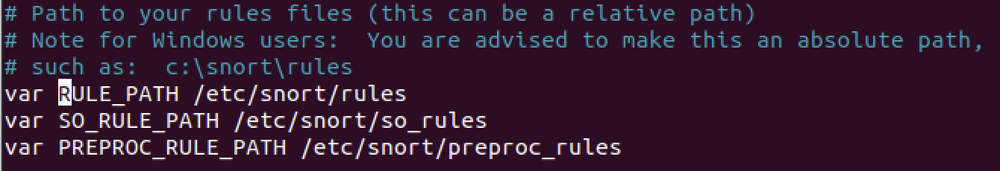 # Path to your rules files (this can be a relative path)
# Note for Windows users:  You are advised to make this an absolute path,
# such as:  c:\snort\rules
var RULE_PATH /etc/snort/rules
var SO_RULE_PATH /etc/snort/so_rules
var PREPROC_RULE_PATH /etc/snort/preproc_rules